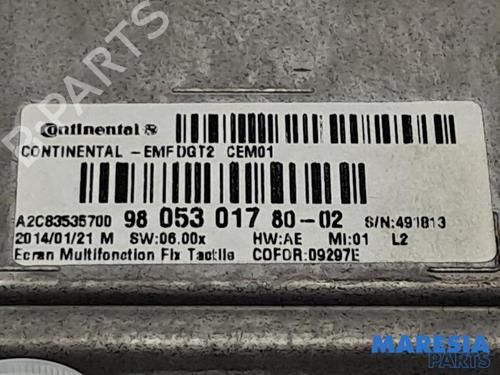 Continental
CONTINENTAL -EMFDGT2 CEM01
A2C83535700 98 053 017 80-02 S/N:491813
2014/01/21 M SW:06.00x HW:AE MI:01 L2
Ecran Multifonction Fix Tactile COFOR:09297E
B-PARTS
MARESIA
PARTS